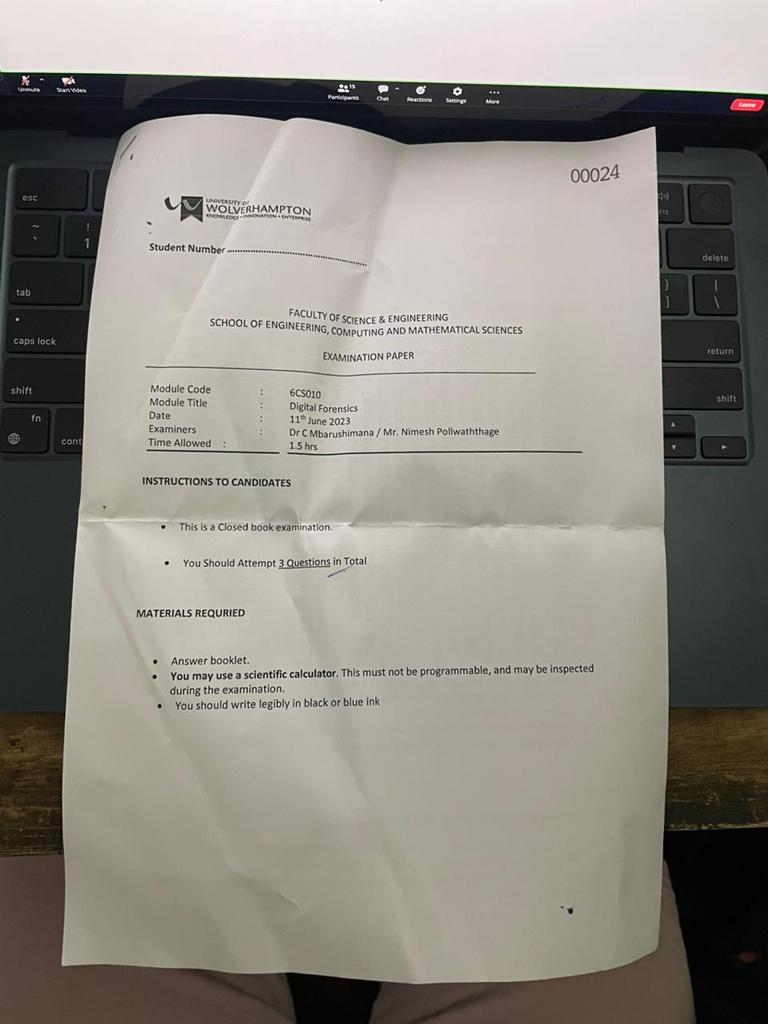 Unmute
Start Video
15
Participants
Chat
Reactions
Settings
More
Leave
00024
UNIVERSITY OF
WOLVERHAMPTON
KNOWLEDGE • INNOVATION • ENTERPRISE
Student Number
FACULTY OF SCIENCE & ENGINEERING
SCHOOL OF ENGINEERING, COMPUTING AND MATHEMATICAL SCIENCES
EXAMINATION PAPER
Module Code : 6CS010
Module Title : Digital Forensics
Date : 11th June 2023
Examiners : Dr C Mbarushimana / Mr. Nimesh Pollwaththage
Time Allowed : 1.5 hrs
INSTRUCTIONS TO CANDIDATES
• This is a Closed book examination.
• You Should Attempt 3 Questions in Total
MATERIALS REQURIED
• Answer booklet.
• You may use a scientific calculator. This must not be programmable, and may be inspected
during the examination.
• You should write legibly in black or blue ink
esc
~
`
!
1
tab
caps lock
shift
fn
cont
F12
delete
}
]
|
\
return
shift